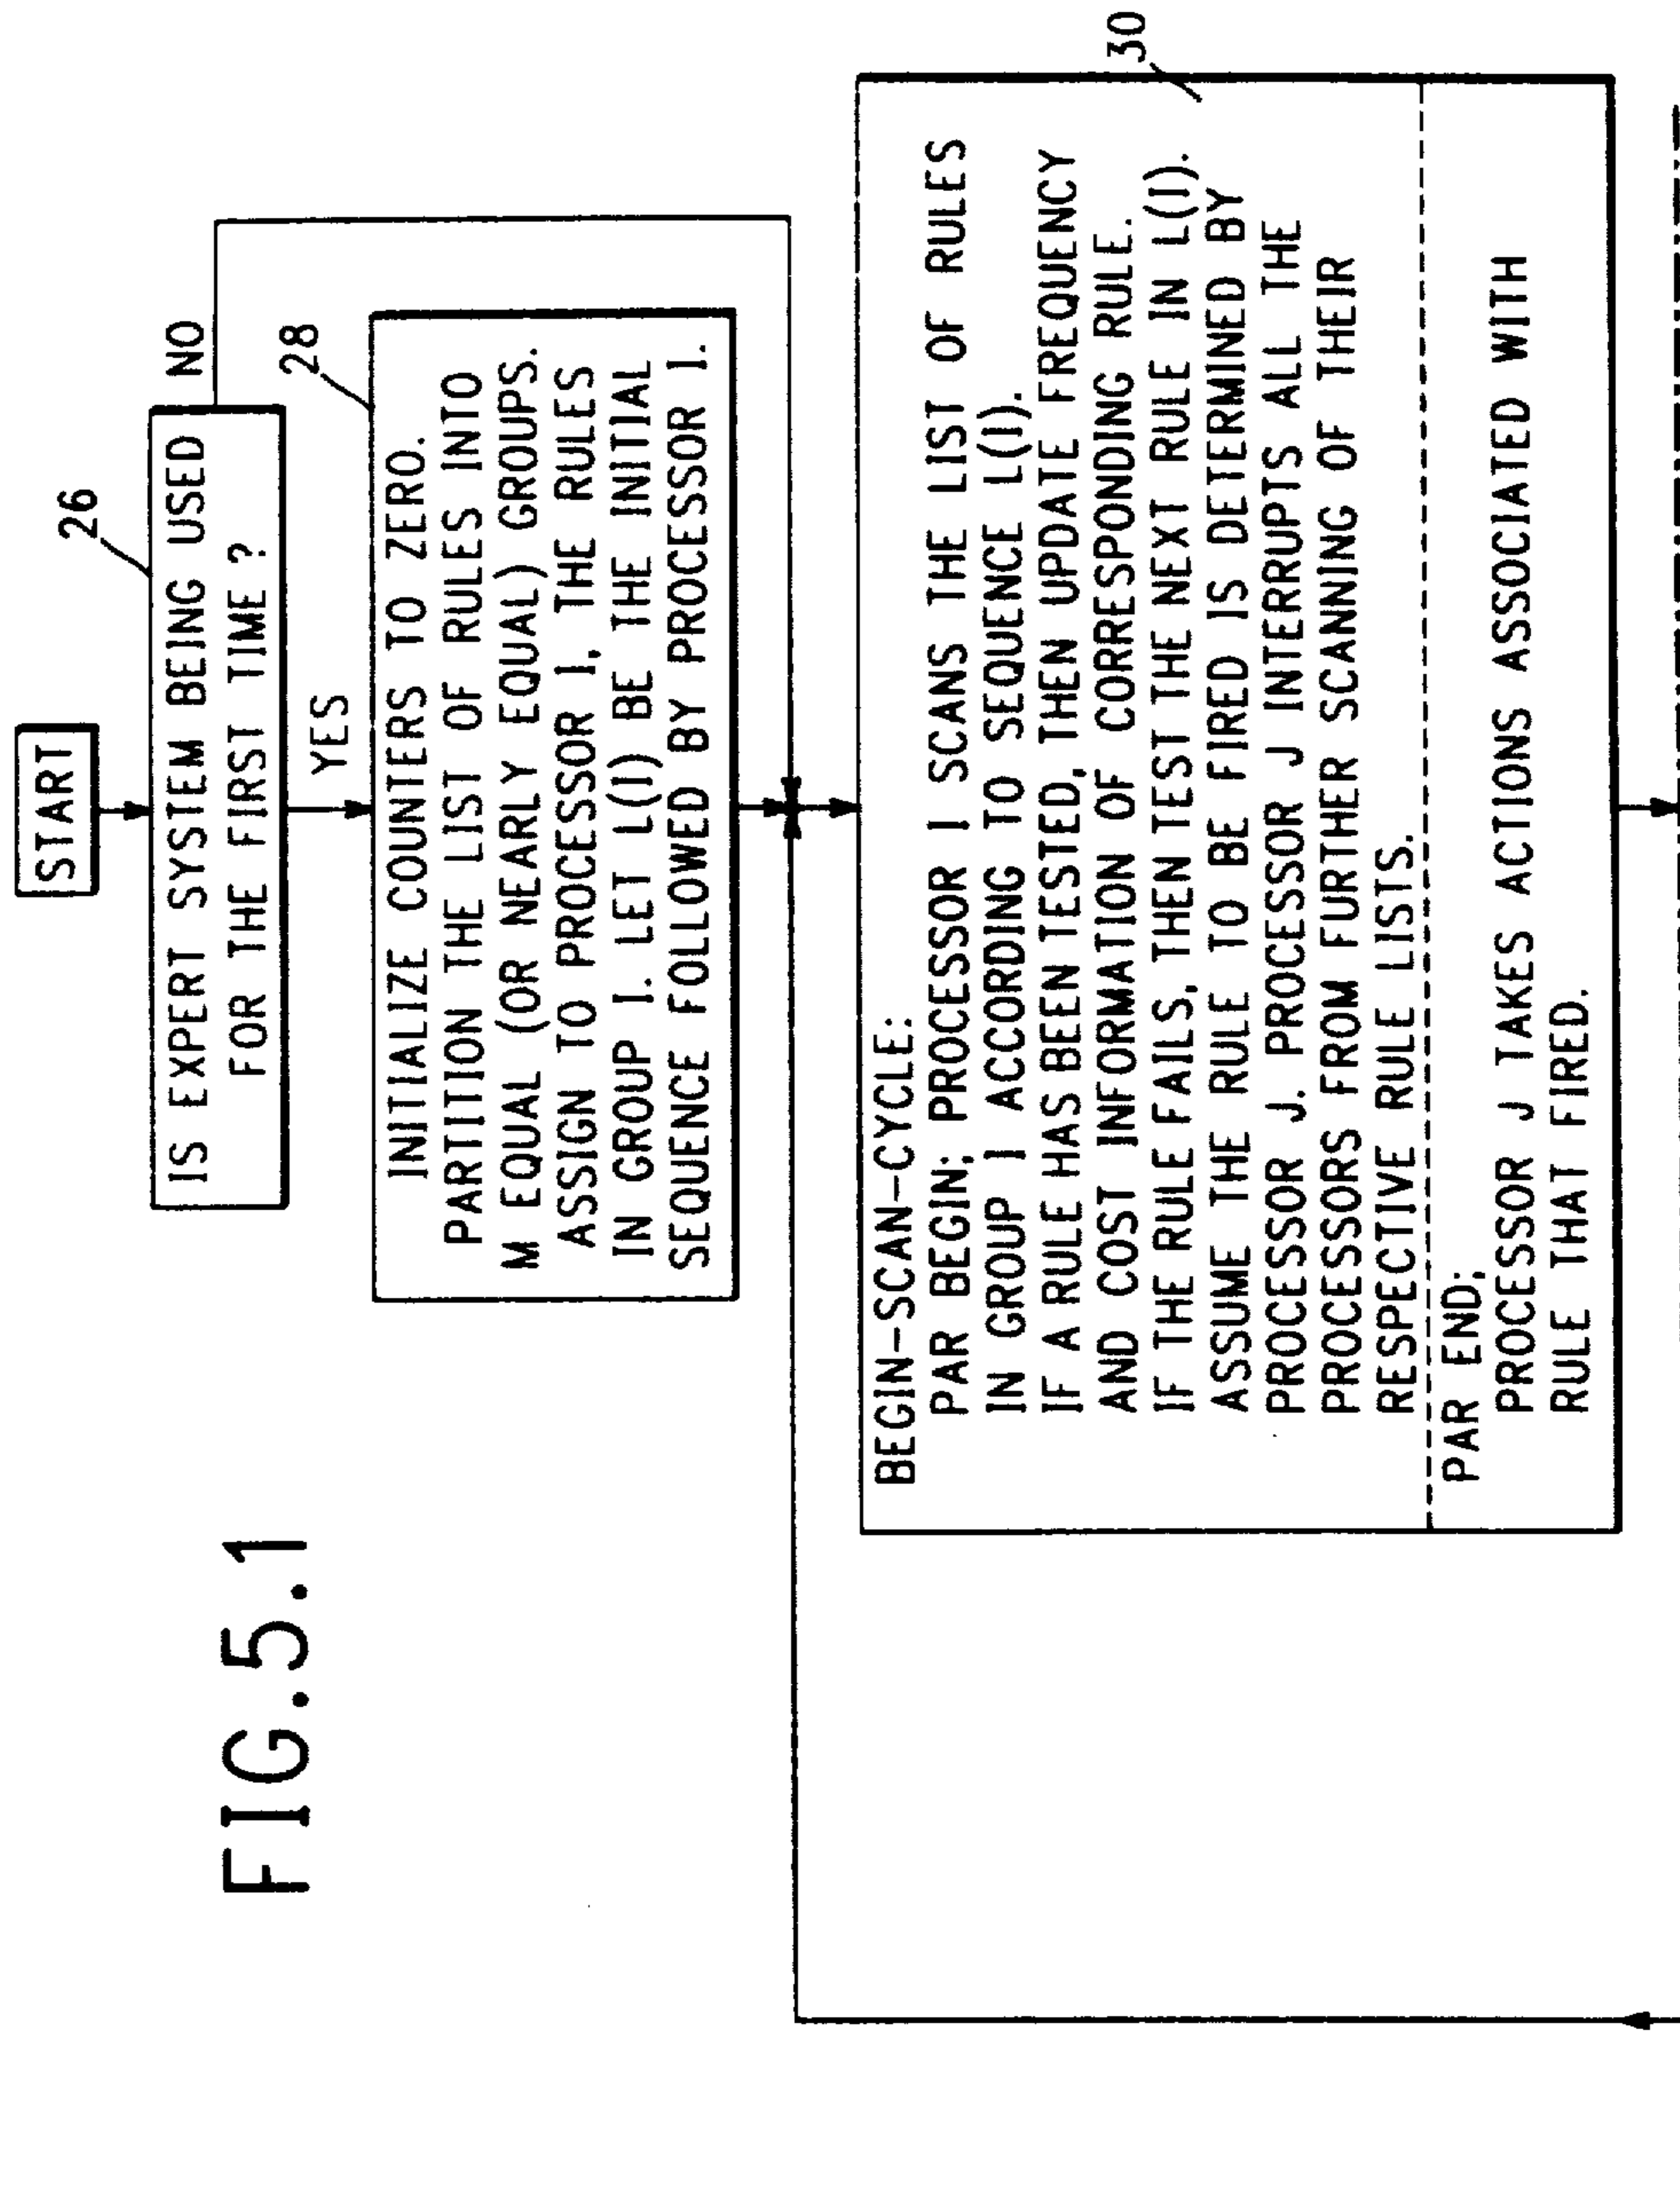 FIG.5.1
START
26
IS EXPERT SYSTEM BEING USED
FOR THE FIRST TIME?
NO
YES
28
INITIALIZE COUNTERS TO ZERO.
PARTITION THE LIST OF RULES INTO
M EQUAL (OR NEARLY EQUAL) GROUPS.
ASSIGN TO PROCESSOR I, THE RULES
IN GROUP I. LET L(I) BE THE INITIAL
SEQUENCE FOLLOWED BY PROCESSOR I.
30
BEGIN-SCAN-CYCLE:
PAR BEGIN; PROCESSOR I SCANS THE LIST OF RULES
IN GROUP I ACCORDING TO SEQUENCE L(I).
IF A RULE HAS BEEN TESTED, THEN UPDATE FREQUENCY
AND COST INFORMATION OF CORRESPONDING RULE.
IF THE RULE FAILS, THEN TEST THE NEXT RULE IN L(I).
ASSUME THE RULE TO BE FIRED IS DETERMINED BY
PROCESSOR J. PROCESSOR J INTERRUPTS ALL THE
PROCESSORS FROM FURTHER SCANNING OF THEIR
RESPECTIVE RULE LISTS.
PAR END;
PROCESSOR J TAKES ACTIONS ASSOCIATED WITH
RULE THAT FIRED.